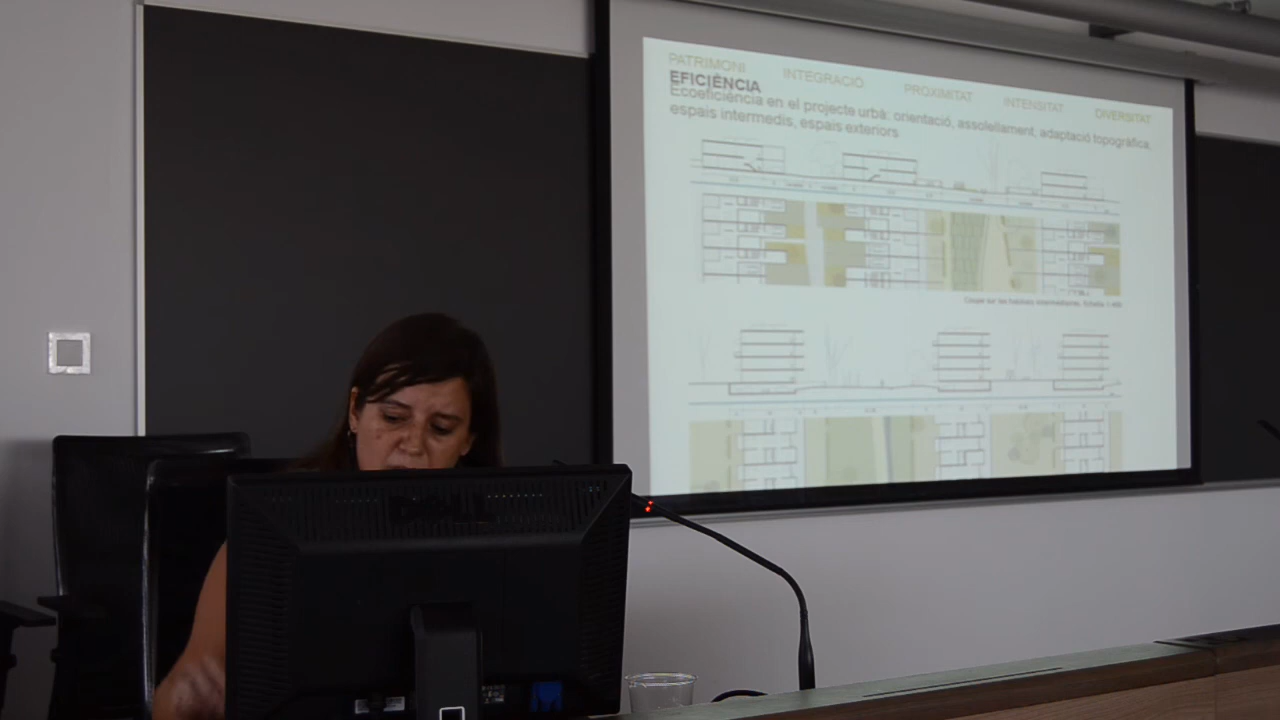 PATRIMONI INTEGRACIÓ PROXIMITAT INTENSITAT DIVERSITAT
EFICIÈNCIA
Ecoeficiència en el projecte urbà: orientació, assolellament, adaptació topogràfica,
espais intermedis, espais exteriors